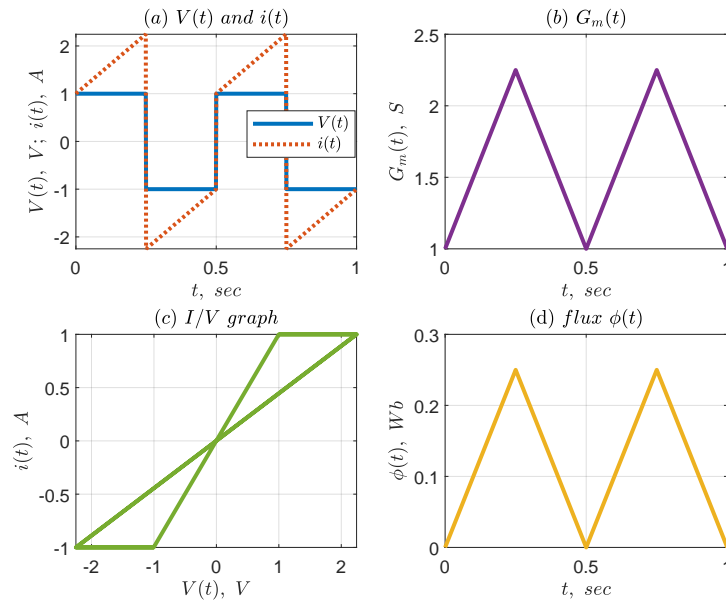 (a) V(t) and i(t)
V(t), V; i(t), A
2
1
0
-1
-2
V(t)
i(t)
0
0.5
1
t, sec
(b) G_m(t)
G_m(t), S
2.5
2
1.5
1
0
0.5
1
t, sec
(c) I/V graph
i(t), A
1
0.5
0
-0.5
-1
-2
-1
0
1
2
V(t), V
(d) flux ϕ(t)
ϕ(t), Wb
0.3
0.2
0.1
0
0
0.5
1
t, sec